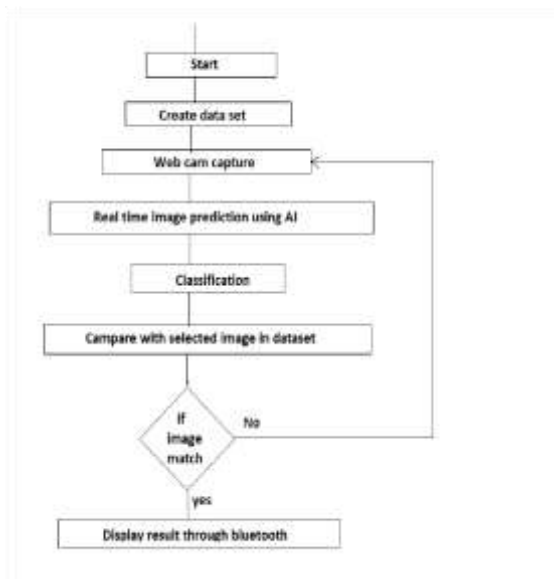 Start
Create data set
Web cam capture
Real time image prediction using AI
Classification
Campare with selected image in dataset
if
image
match
No
yes
Display result through bluetooth